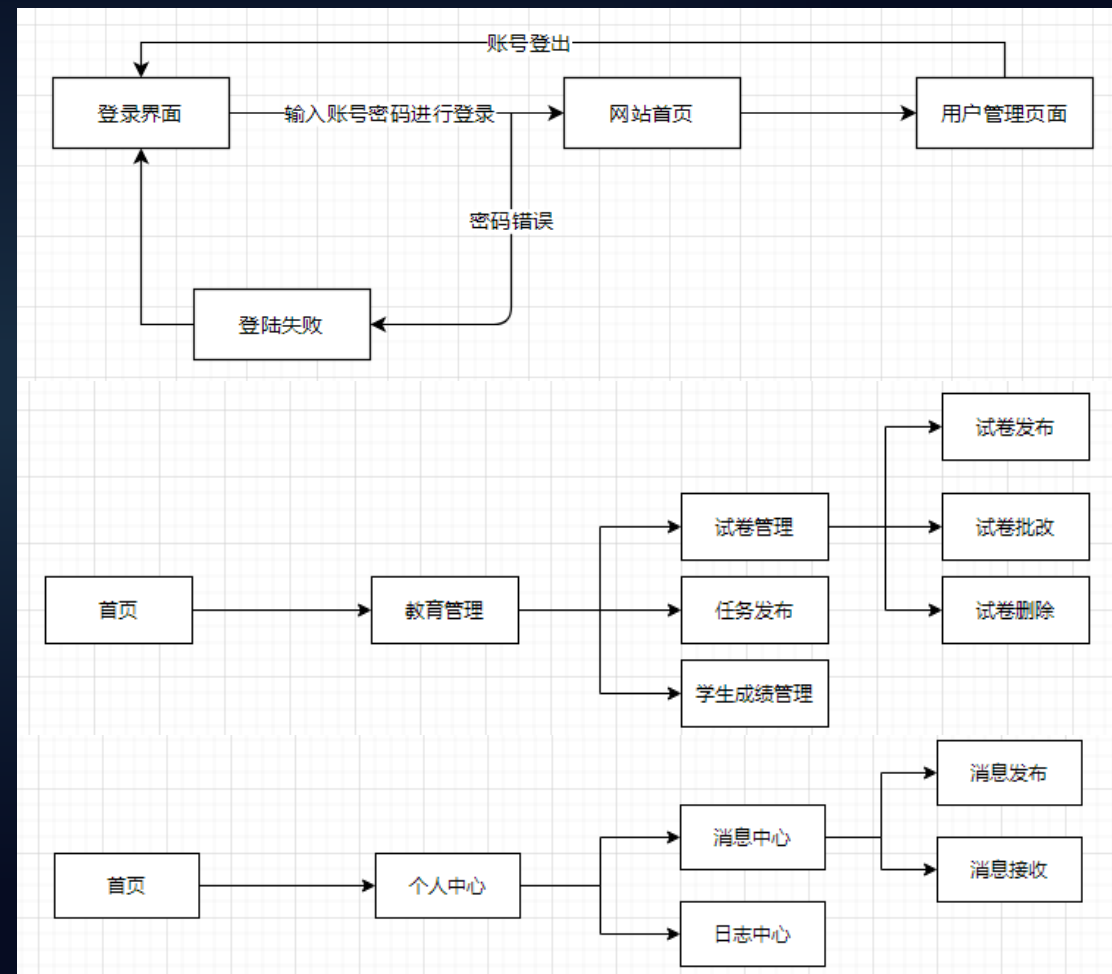 账号登出
登录界面
输入账号密码进行登录
网站首页
用户管理页面
密码错误
登陆失败
试卷发布
试卷管理
试卷批改
首页
教育管理
任务发布
试卷删除
学生成绩管理
消息发布
消息中心
消息接收
首页
个人中心
日志中心